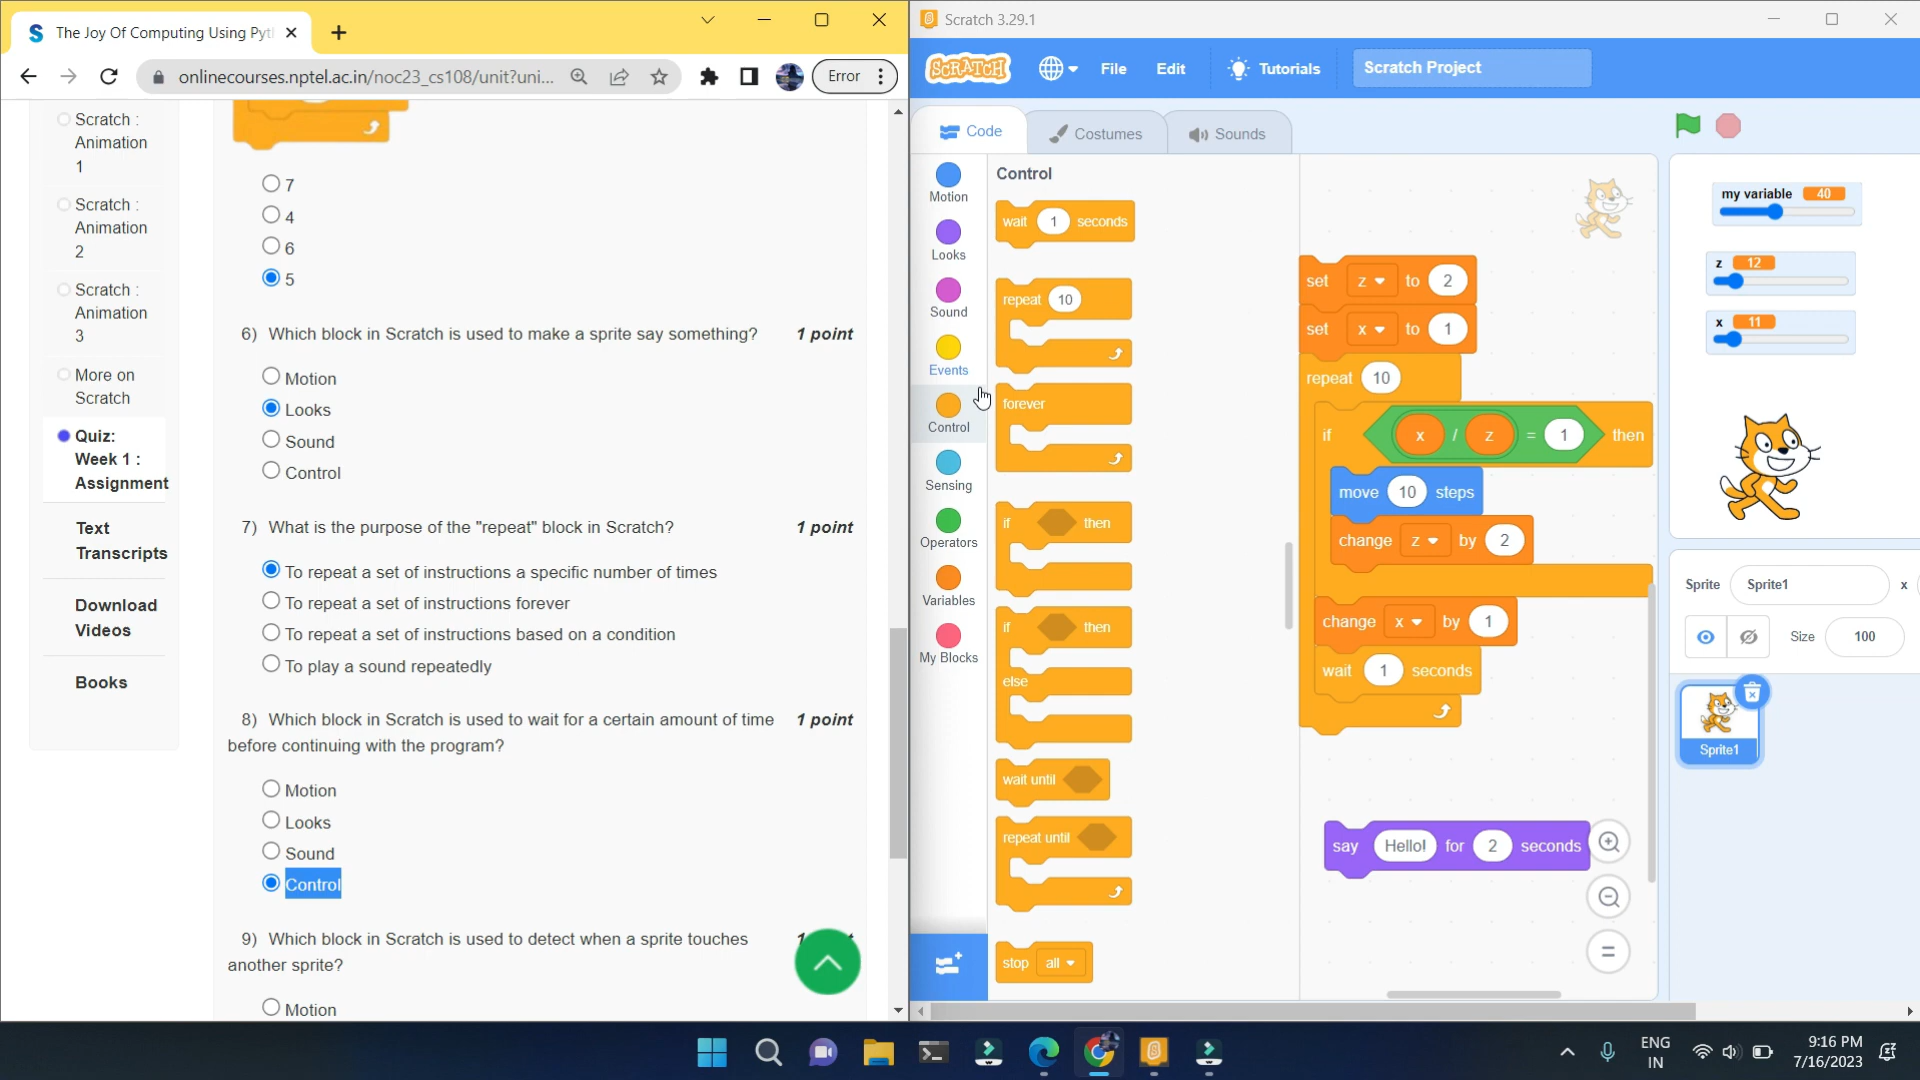 The Joy Of Computing Using Pyt
onlinecourses.nptel.ac.in/noc23_cs108/unit?uni...
Error
Scratch :
Animation
1
Scratch :
Animation
2
Scratch :
Animation
3
More on
Scratch
Quiz:
Week 1 :
Assignment
Text
Transcripts
Download
Videos
Books
7
4
6
5
6) Which block in Scratch is used to make a sprite say something? 1 point
Motion
Looks
Sound
Control
7) What is the purpose of the "repeat" block in Scratch? 1 point
To repeat a set of instructions a specific number of times
To repeat a set of instructions forever
To repeat a set of instructions based on a condition
To play a sound repeatedly
8) Which block in Scratch is used to wait for a certain amount of time 1 point
before continuing with the program?
Motion
Looks
Sound
Control
9) Which block in Scratch is used to detect when a sprite touches
another sprite?
Motion
Scratch 3.29.1
SCRATCH
File
Edit
Tutorials
Scratch Project
Code
Costumes
Sounds
Motion
Looks
Sound
Events
Control
Sensing
Operators
Variables
My Blocks
Control
wait 1 seconds
repeat 10
forever
if then
if then
else
wait until
repeat until
stop all
set z to 2
set x to 1
repeat 10
if x / z = 1 then
move 10 steps
change z by 2
change x by 1
wait 1 seconds
say Hello! for 2 seconds
my variable 40
z 12
x 11
Sprite Sprite1 x
Size 100
Sprite1
ENG
IN
9:16 PM
7/16/2023